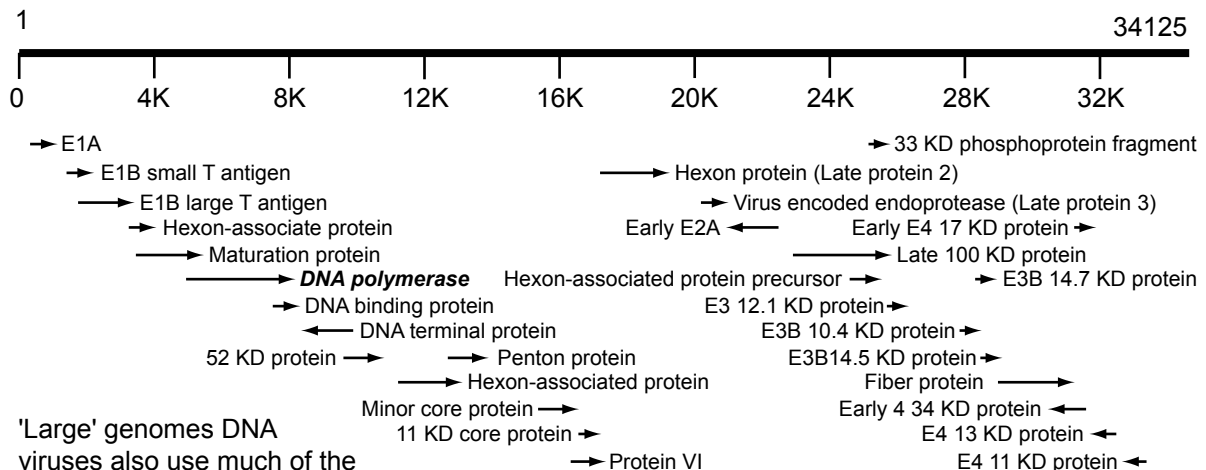 1 34125
0 4K 8K 12K 16K 20K 24K 28K 32K
E1A 33 KD phosphoprotein fragment
E1B small T antigen Hexon protein (Late protein 2)
E1B large T antigen Virus encoded endoprotease (Late protein 3)
Hexon-associate protein Early E2A Early E4 17 KD protein
Maturation protein Late 100 KD protein
DNA polymerase Hexon-associated protein precursor E3B 14.7 KD protein
DNA binding protein E3 12.1 KD protein
DNA terminal protein E3B 10.4 KD protein
52 KD protein Penton protein E3B14.5 KD protein
Hexon-associated protein Fiber protein
Minor core protein Early 4 34 KD protein
11 KD core protein E4 13 KD protein
Protein VI E4 11 KD protein
'Large' genomes DNA
viruses also use much of the